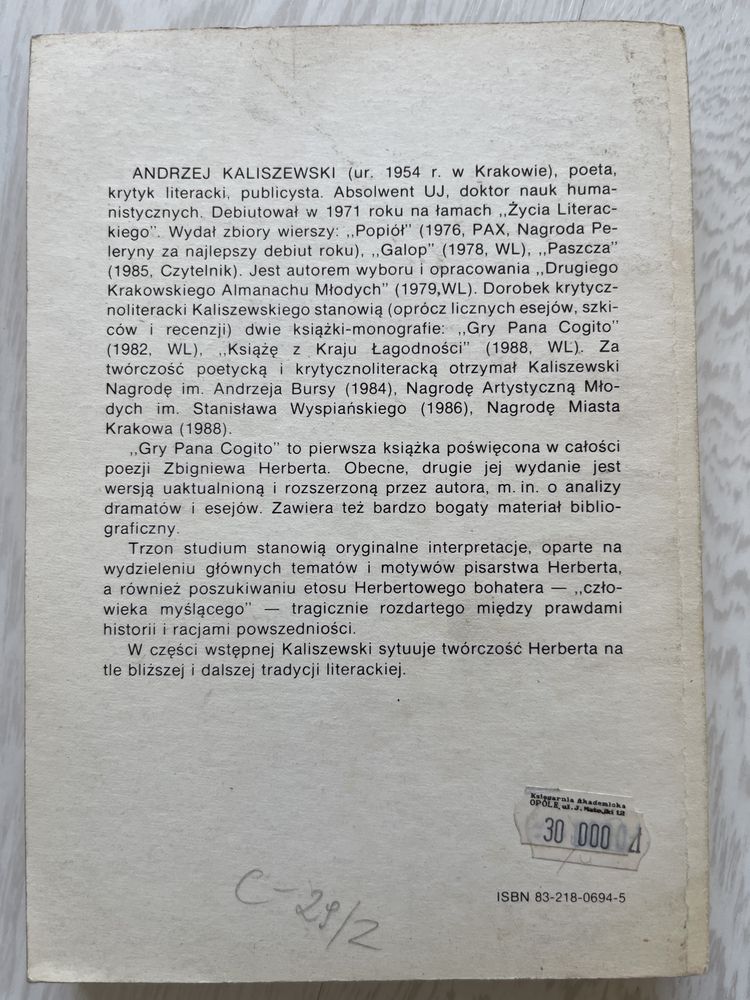 ANDRZEJ KALISZEWSKI (ur. 1954 r. w Krakowie), poeta,
krytyk literacki, publicysta. Absolwent UJ, doktor nauk huma-
nistycznych. Debiutował w 1971 roku na łamach ,,Życia Literac-
kiego". Wydał zbiory wierszy: ,,Popiół" (1976, PAX, Nagroda Pe-
leryny za najlepszy debiut roku), ,,Galop" (1978, WL), ,,Paszcza"
(1985, Czytelnik). Jest autorem wyboru i opracowania ,,Drugiego
Krakowskiego Almanachu Młodych" (1979,WL). Dorobek krytycz-
noliteracki Kaliszewskiego stanowią (oprócz licznych esejów, szki-
ców i recenzji) dwie książki-monografie: ,,Gry Pana Cogito"
(1982, WL), ,,Książę z Kraju Łagodności" (1988, WL). Za
twórczość poetycką i krytycznoliteracką otrzymał Kaliszewski
Nagrodę im. Andrzeja Bursy (1984), Nagrodę Artystyczną Mło-
dych im. Stanisława Wyspiańskiego (1986), Nagrodę Miasta
Krakowa (1988).
,,Gry Pana Cogito" to pierwsza książka poświęcona w całości
poezji Zbigniewa Herberta. Obecne, drugie jej wydanie jest
wersją uaktualnioną i rozszerzoną przez autora, m. in. o analizy
dramatów i esejów. Zawiera też bardzo bogaty materiał biblio-
graficzny.
Trzon studium stanowią oryginalne interpretacje, oparte na
wydzieleniu głównych tematów i motywów pisarstwa Herberta,
a również poszukiwaniu etosu Herbertowego bohatera — ,,czło-
wieka myślącego" — tragicznie rozdartego między prawdami
historii i racjami powszedniości.
W części wstępnej Kaliszewski sytuuje twórczość Herberta na
tle bliższej i dalszej tradycji literackiej.
Księgarnia Akademicka
OPOLE, ul. J. Matejki 12
30 000 zł
ISBN 83-218-0694-5
C-29/2